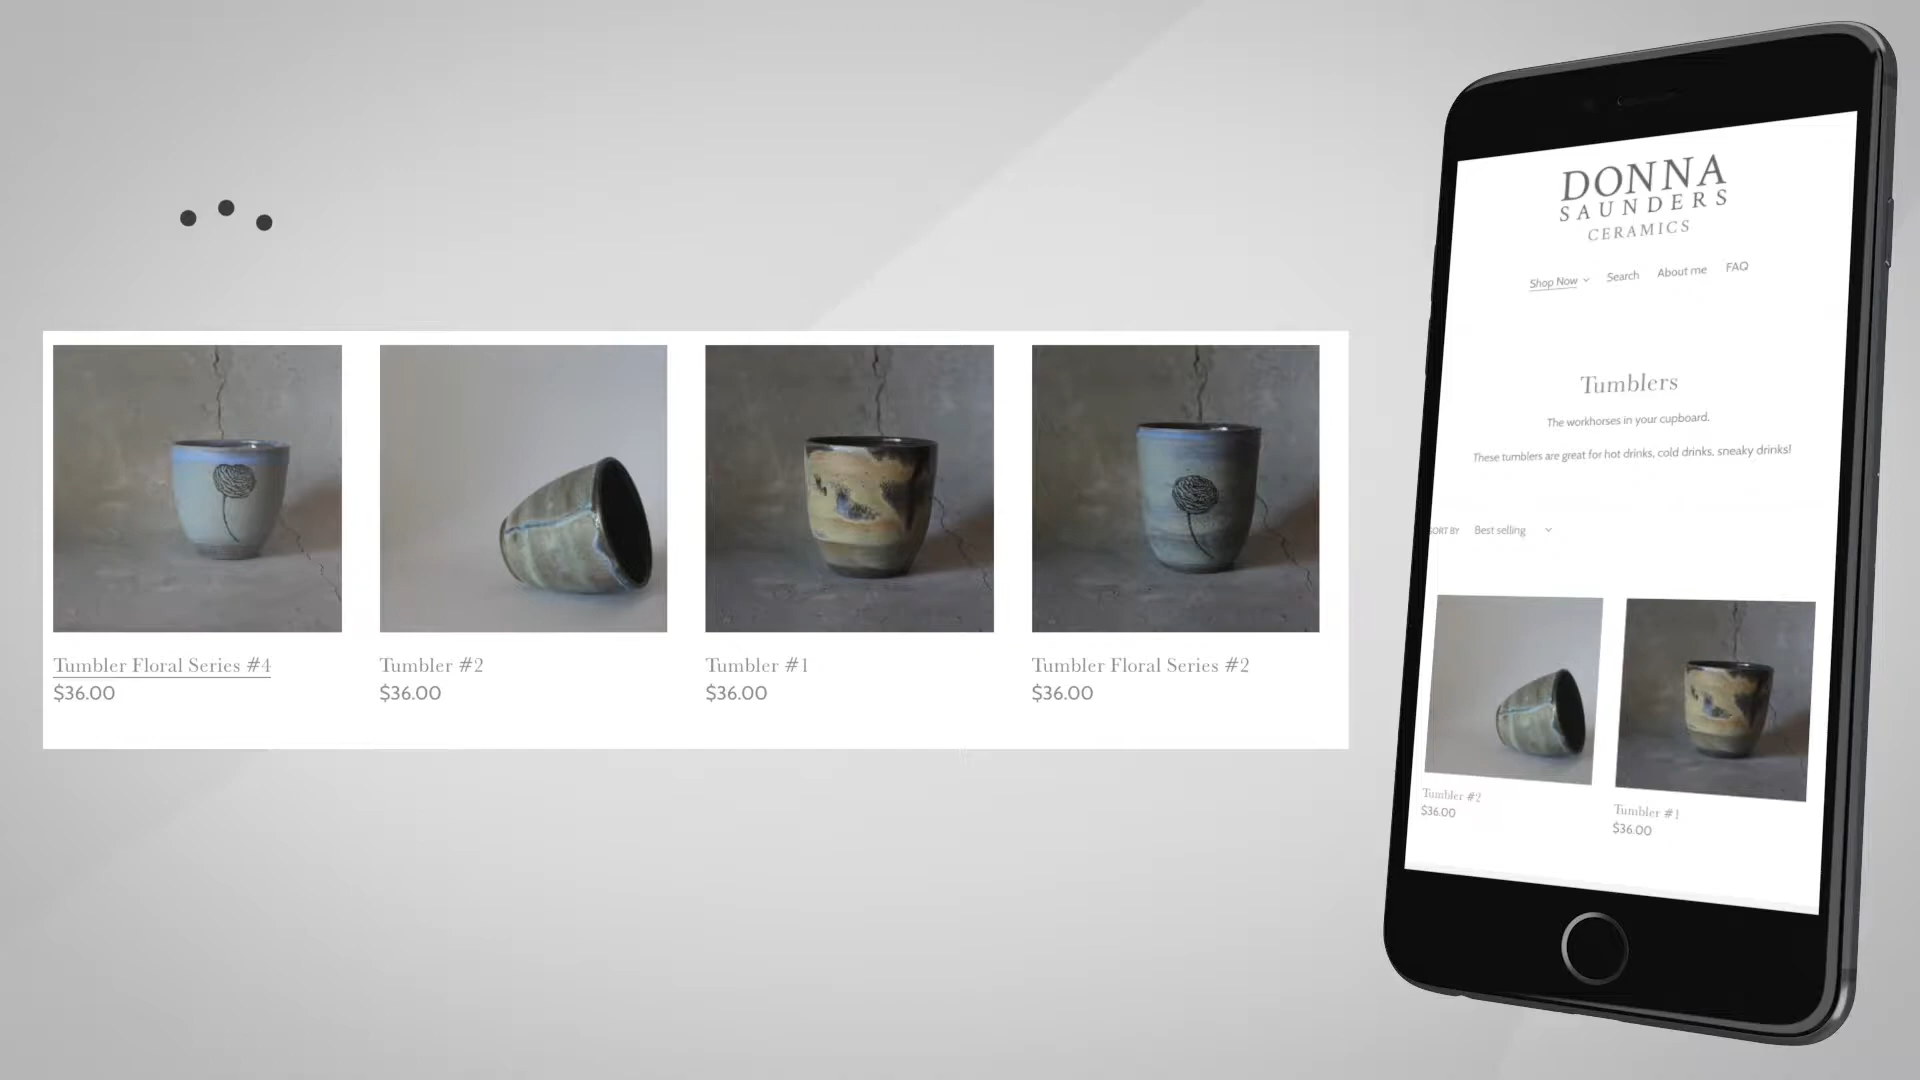 Tumbler Floral Series #4
$36.00
Tumbler #2
$36.00
Tumbler #1
$36.00
Tumbler Floral Series #2
$36.00
DONNA
SAUNDERS
CERAMICS
Shop Now
Search
About me
FAQ
Tumblers
The workhorses in your cupboard.
These tumblers are great for hot drinks, cold drinks, sneaky drinks!
SORT BY
Best selling
Tumbler #2
$36.00
Tumbler #1
$36.00